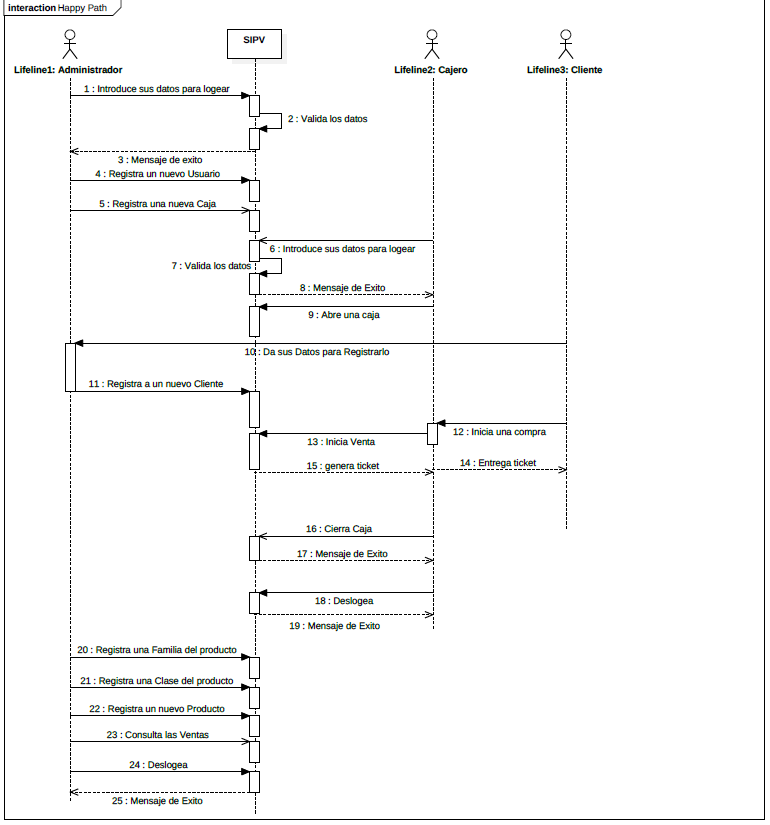 interaction Happy Path
SIPV
Lifeline1: Administrador
Lifeline2: Cajero
Lifeline3: Cliente
1 : Introduce sus datos para logear
2 : Valida los datos
3 : Mensaje de exito
4 : Registra un nuevo Usuario
5 : Registra una nueva Caja
6 : Introduce sus datos para logear
7 : Valida los datos
8 : Mensaje de Exito
9 : Abre una caja
10 : Da sus Datos para Registrarlo
11 : Registra a un nuevo Cliente
12 : Inicia una compra
13 : Inicia Venta
14 : Entrega ticket
15 : genera ticket
16 : Cierra Caja
17 : Mensaje de Exito
18 : Deslogea
19 : Mensaje de Exito
20 : Registra una Familia del producto
21 : Registra una Clase del producto
22 : Registra un nuevo Producto
23 : Consulta las Ventas
24 : Deslogea
25 : Mensaje de Exito